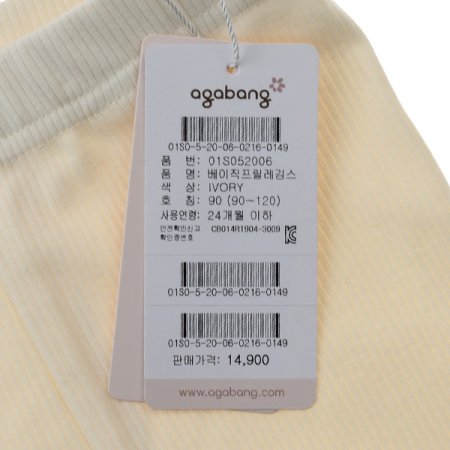 agabang
01S0-5-20-06-0216-0149
품 번: 01S052006
품 명: 베이직프릴레깅스
색 상: IVORY
호 칭: 90 (90~120)
사용연령: 24개월 이하
안전확인신고 CB014R1904-3009
확인증번호
01S0-5-20-06-0216-0149
01S0-5-20-06-0216-0149
판매가격: 14,900
www.agabang.com